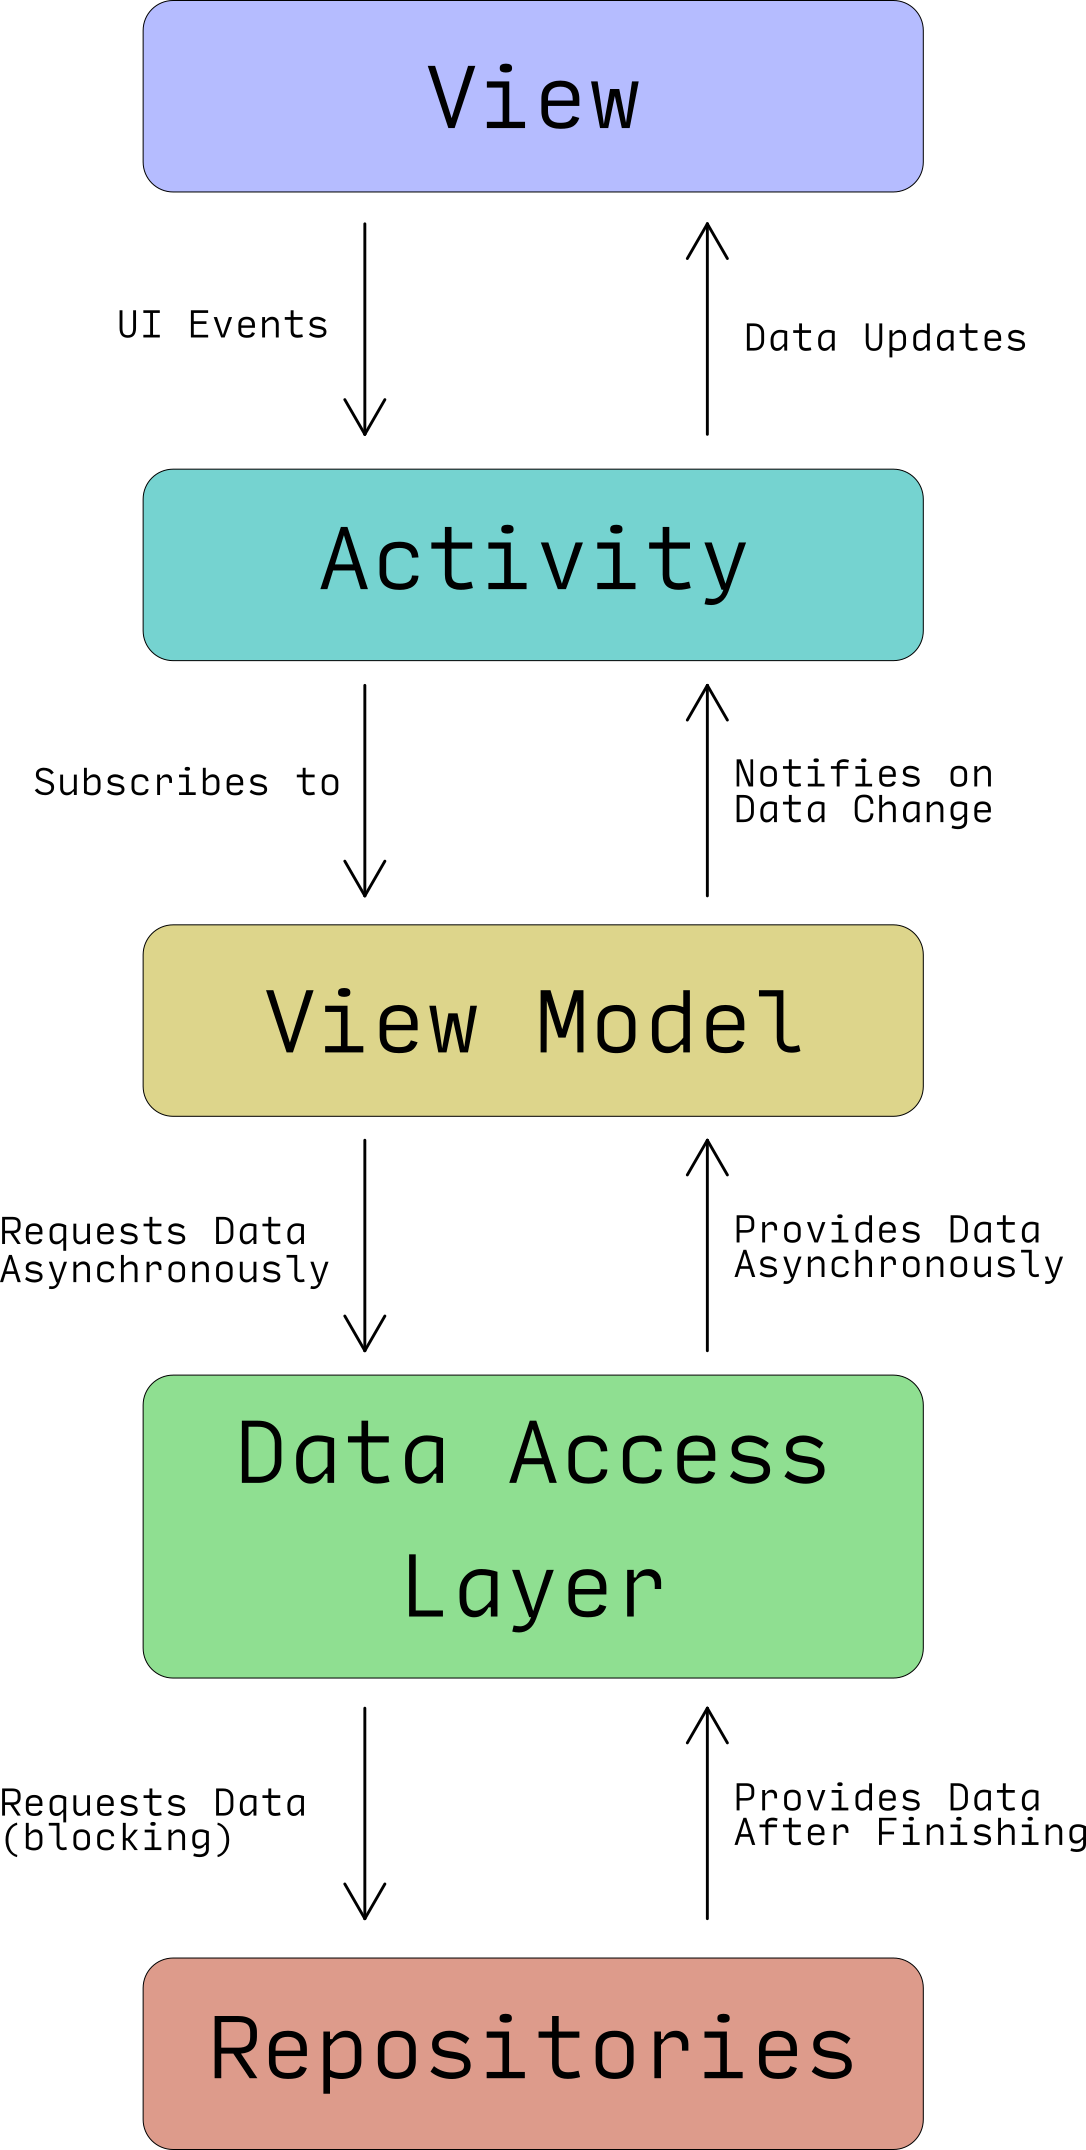 View
UI Events
Data Updates
Activity
Subscribes to
Notifies on
Data Change
View Model
Requests Data
Asynchronously
Provides Data
Asynchronously
Data Access
Layer
Requests Data
(blocking)
Provides Data
After Finishing
Repositories